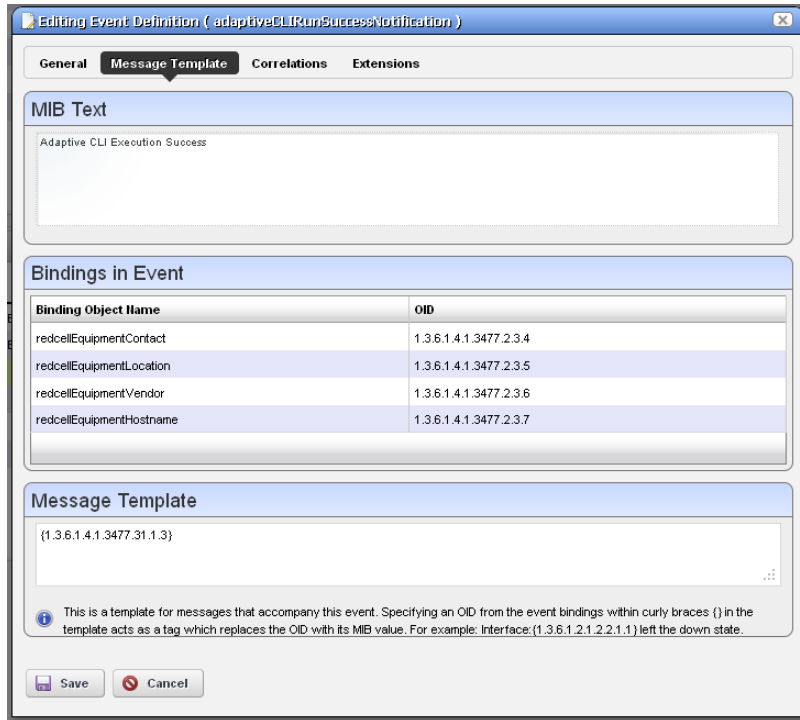 Editing Event Definition ( adaptiveCLIRunSuccessNotification )
General Message Template Correlations Extensions
MIB Text
Adaptive CLI Execution Success
Bindings in Event
Binding Object Name OID
redcellEquipmentContact 1.3.6.1.4.1.3477.2.3.4
redcellEquipmentLocation 1.3.6.1.4.1.3477.2.3.5
redcellEquipmentVendor 1.3.6.1.4.1.3477.2.3.6
redcellEquipmentHostname 1.3.6.1.4.1.3477.2.3.7
Message Template
{1.3.6.1.4.1.3477.31.1.3}
This is a template for messages that accompany this event. Specifying an OID from the event bindings within curly braces {} in the
template acts as a tag which replaces the OID with its MIB value. For example: Interface:{1.3.6.1.2.1.2.2.1.1} left the down state.
Save Cancel